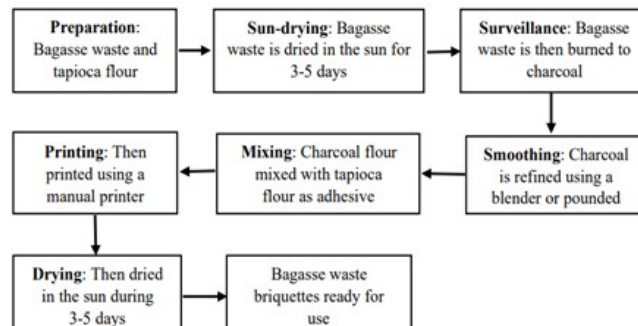 Preparation:
Bagasse waste and
tapioca flour
Sun-drying: Bagasse
waste is dried in the sun for
3-5 days
Surveillance: Bagasse
waste is then burned to
charcoal
Smoothing: Charcoal
is refined using a
blender or pounded
Mixing: Charcoal flour
mixed with tapioca
flour as adhesive
Printing: Then
printed using a
manual printer
Drying: Then dried
in the sun during
3-5 days
Bagasse waste
briquettes ready for
use